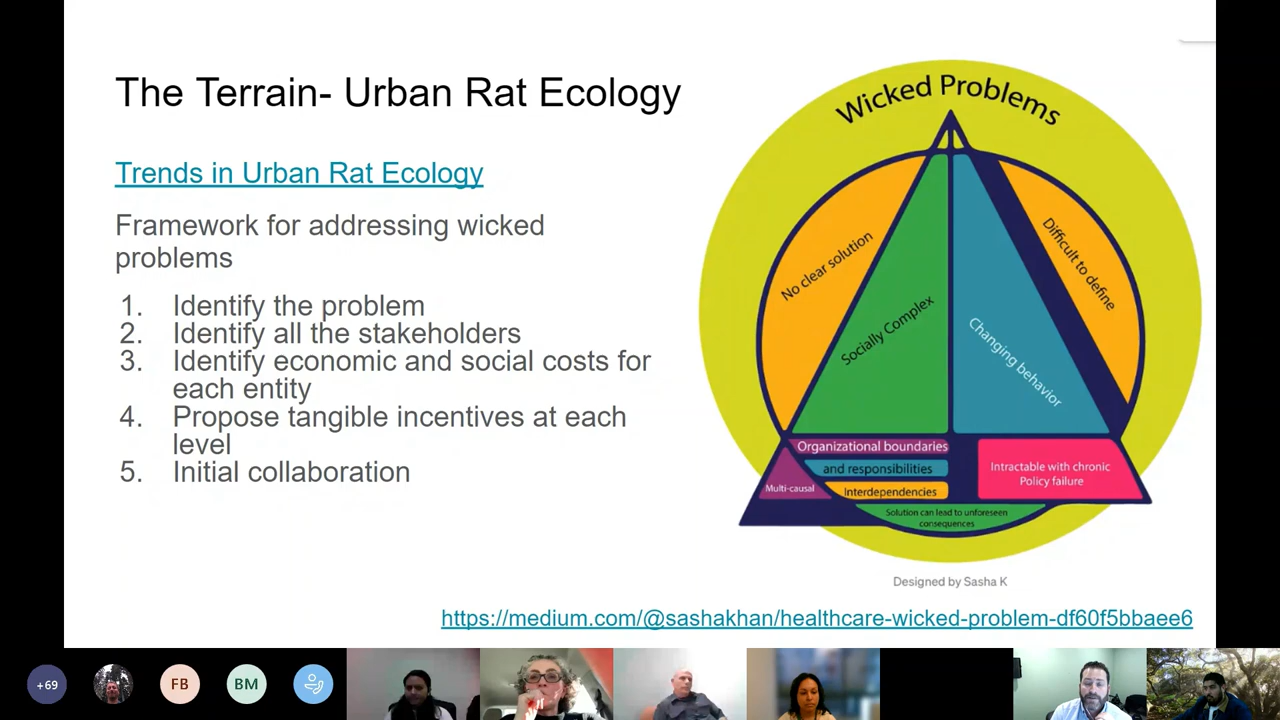 The Terrain- Urban Rat Ecology
Trends in Urban Rat Ecology
Framework for addressing wicked
problems
1. Identify the problem
2. Identify all the stakeholders
3. Identify economic and social costs for
each entity
4. Propose tangible incentives at each
level
5. Initial collaboration
Wicked Problems
No clear solution
Socially Complex
Changing behavior
Difficult to define
Organizational boundaries
and responsibilities
Interdependencies
Multi-causal
Intractable with chronic
Policy failure
Solution can lead to unforeseen
consequences
Designed by Sasha K
https://medium.com/@sashakhan/healthcare-wicked-problem-df60f5bbaee6
+69
FB
BM